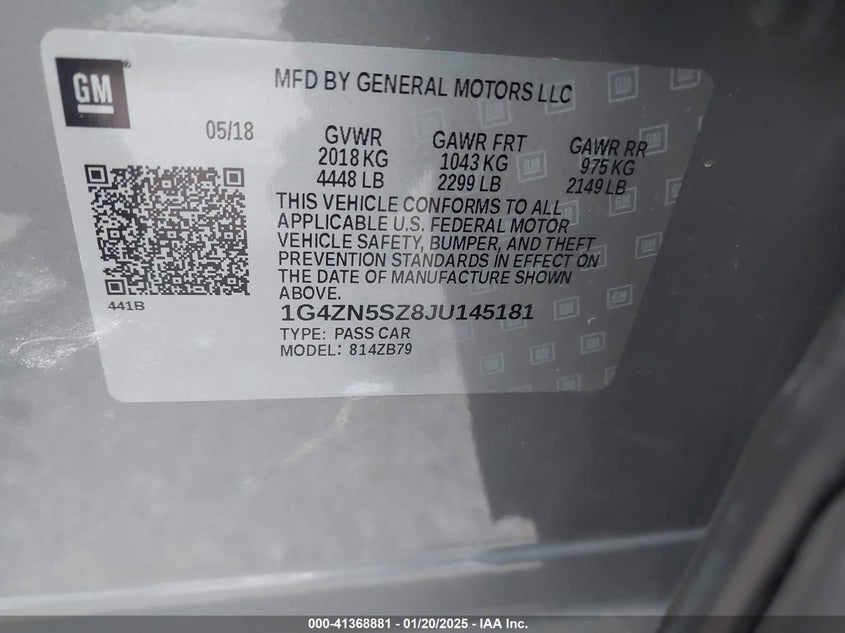 GM®
MFD BY GENERAL MOTORS LLC
05/18
GVWR GAWR FRT GAWR RR
2018 KG 1043 KG 975 KG
4448 LB 2299 LB 2149 LB
THIS VEHICLE CONFORMS TO ALL
APPLICABLE U.S. FEDERAL MOTOR
VEHICLE SAFETY, BUMPER, AND THEFT
PREVENTION STANDARDS IN EFFECT ON
THE DATE OF MANUFACTURE SHOWN
ABOVE.
441B
1G4ZN5SZ8JU145181
TYPE: PASS CAR
MODEL: 814ZB79
000-41368881 - 01/20/2025 - IAA Inc.